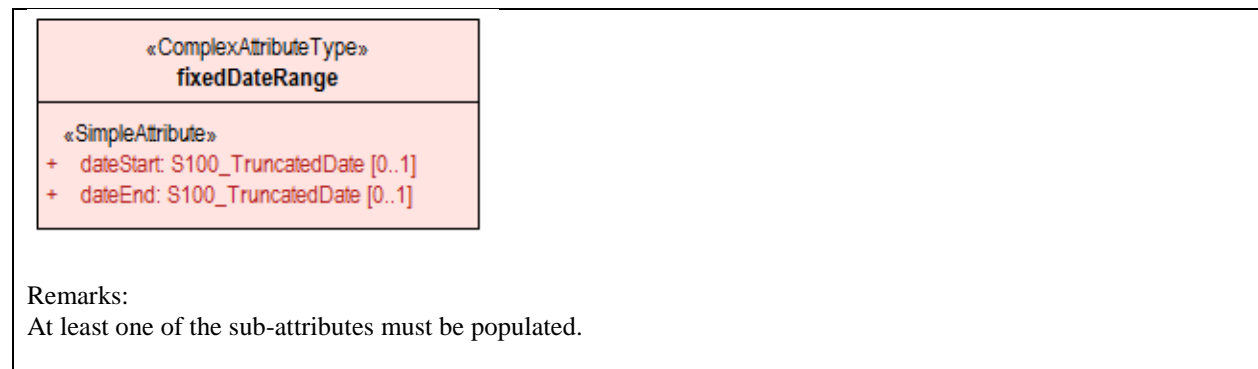 «ComplexAttributeType»
fixedDateRange
«SimpleAttribute»
+ dateStart: S100_TruncatedDate [0..1]
+ dateEnd: S100_TruncatedDate [0..1]
Remarks:
At least one of the sub-attributes must be populated.